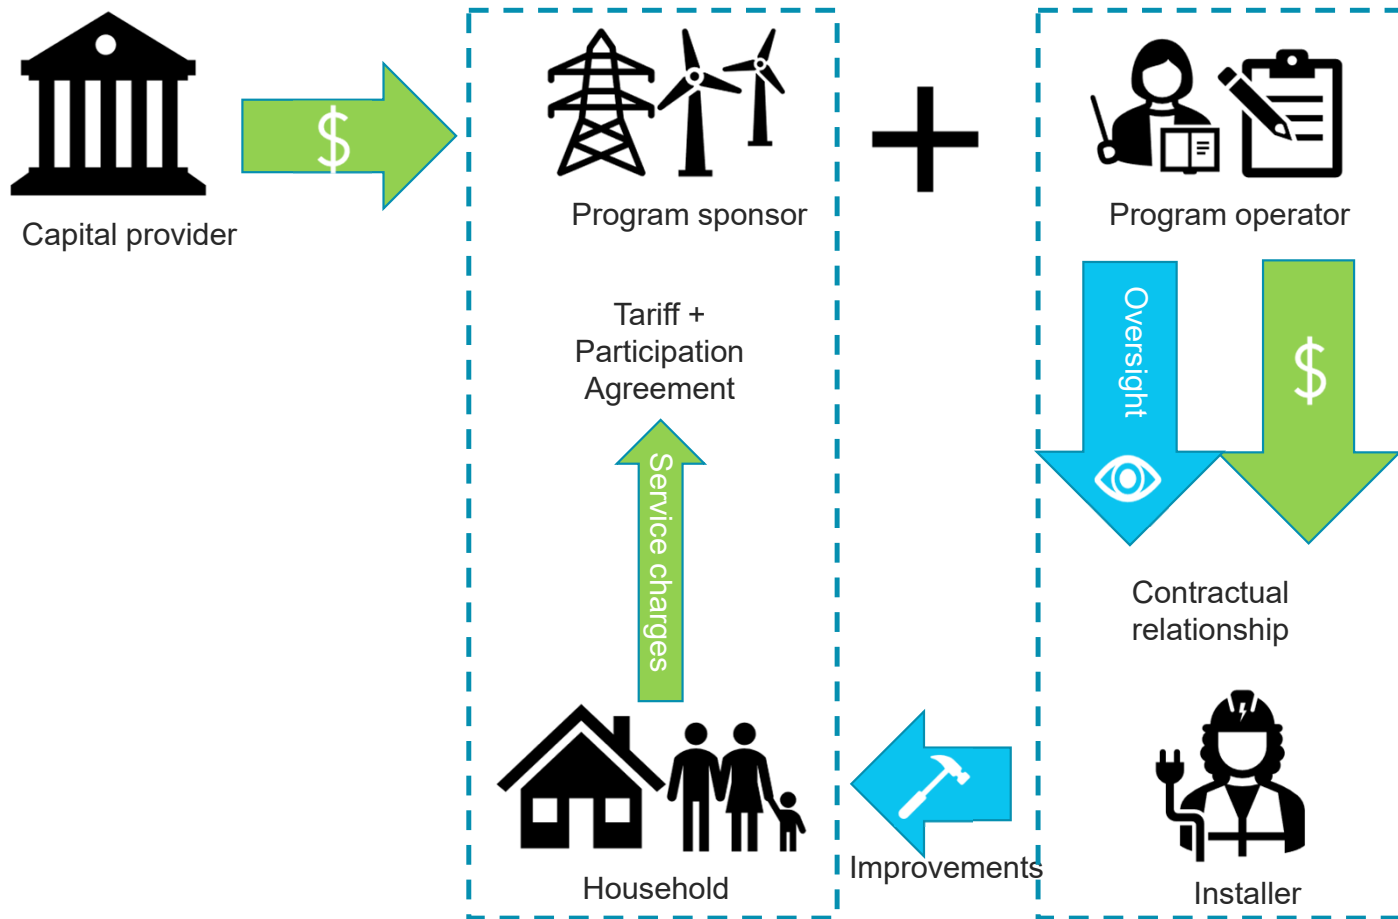 $
Capital provider
Program sponsor
Program operator
Tariff +
Participation
Agreement
Oversight
$
Service charges
Contractual
relationship
Improvements
Household
Installer